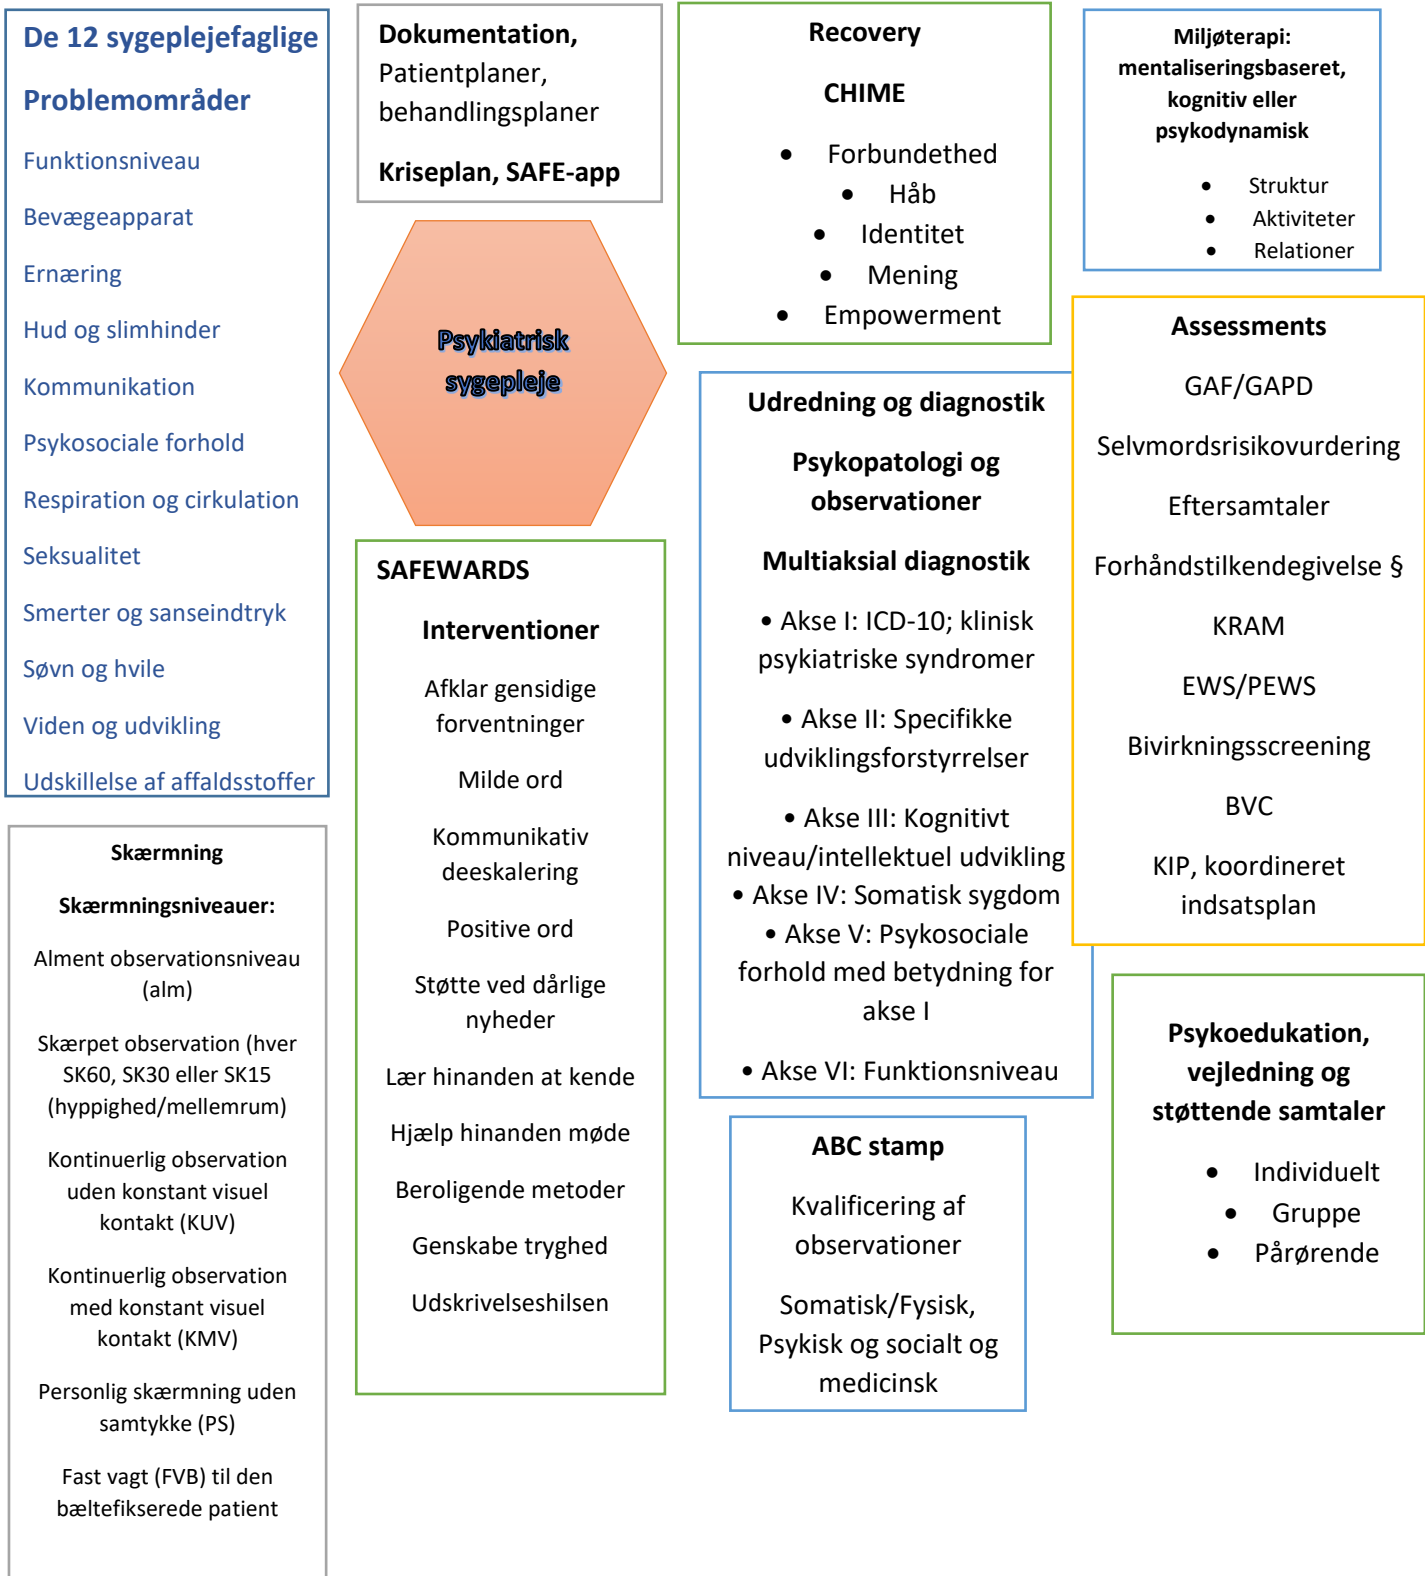 De 12 sygeplejefaglige
Problemområder
Funktionsniveau
Bevægeapparat
Ernæring
Hud og slimhinder
Kommunikation
Psykosociale forhold
Respiration og cirkulation
Seksualitet
Smerter og sanseindtryk
Søvn og hvile
Viden og udvikling
Udskillelse af affaldsstoffer
Skærmning
Skærmningsniveauer:
Alment observationsniveau
(alm)
Skærpet observation (hver
SK60, SK30 eller SK15
(hyppighed/mellemrum)
Kontinuerlig observation
uden konstant visuel
kontakt (KUV)
Kontinuerlig observation
med konstant visuel
kontakt (KMV)
Personlig skærmning uden
samtykke (PS)
Fast vagt (FVB) til den
bæltefikserede patient
Dokumentation,
Patientplaner,
behandlingsplaner
Kriseplan, SAFE-app
Psykiatrisk
sygepleje
SAFEWARDS
Interventioner
Afklar gensidige
forventninger
Milde ord
Kommunikativ
deeskalering
Positive ord
Støtte ved dårlige
nyheder
Lær hinanden at kende
Hjælp hinanden møde
Beroligende metoder
Genskabe tryghed
Udskrivelseshilsen
Recovery
CHIME
• Forbundethed
• Håb
• Identitet
• Mening
• Empowerment
Udredning og diagnostik
Psykopatologi og
observationer
Multiaksial diagnostik
• Akse I: ICD-10; klinisk
psykiatriske syndromer
• Akse II: Specifikke
udviklingsforstyrrelser
• Akse III: Kognitivt
niveau/intellektuel udvikling
• Akse IV: Somatisk sygdom
• Akse V: Psykosociale
forhold med betydning for
akse I
• Akse VI: Funktionsniveau
ABC stamp
Kvalificering af
observationer
Somatisk/Fysisk,
Psykisk og socialt og
medicinsk
Miljøterapi:
mentaliseringsbaseret,
kognitiv eller
psykodynamisk
• Struktur
• Aktiviteter
• Relationer
Assessments
GAF/GAPD
Selvmordsrisikovurdering
Eftersamtaler
Forhåndstilkendegivelse §
KRAM
EWS/PEWS
Bivirkningsscreening
BVC
KIP, koordineret
indsatsplan
Psykoedukation,
vejledning og
støttende samtaler
• Individuelt
• Gruppe
• Pårørende